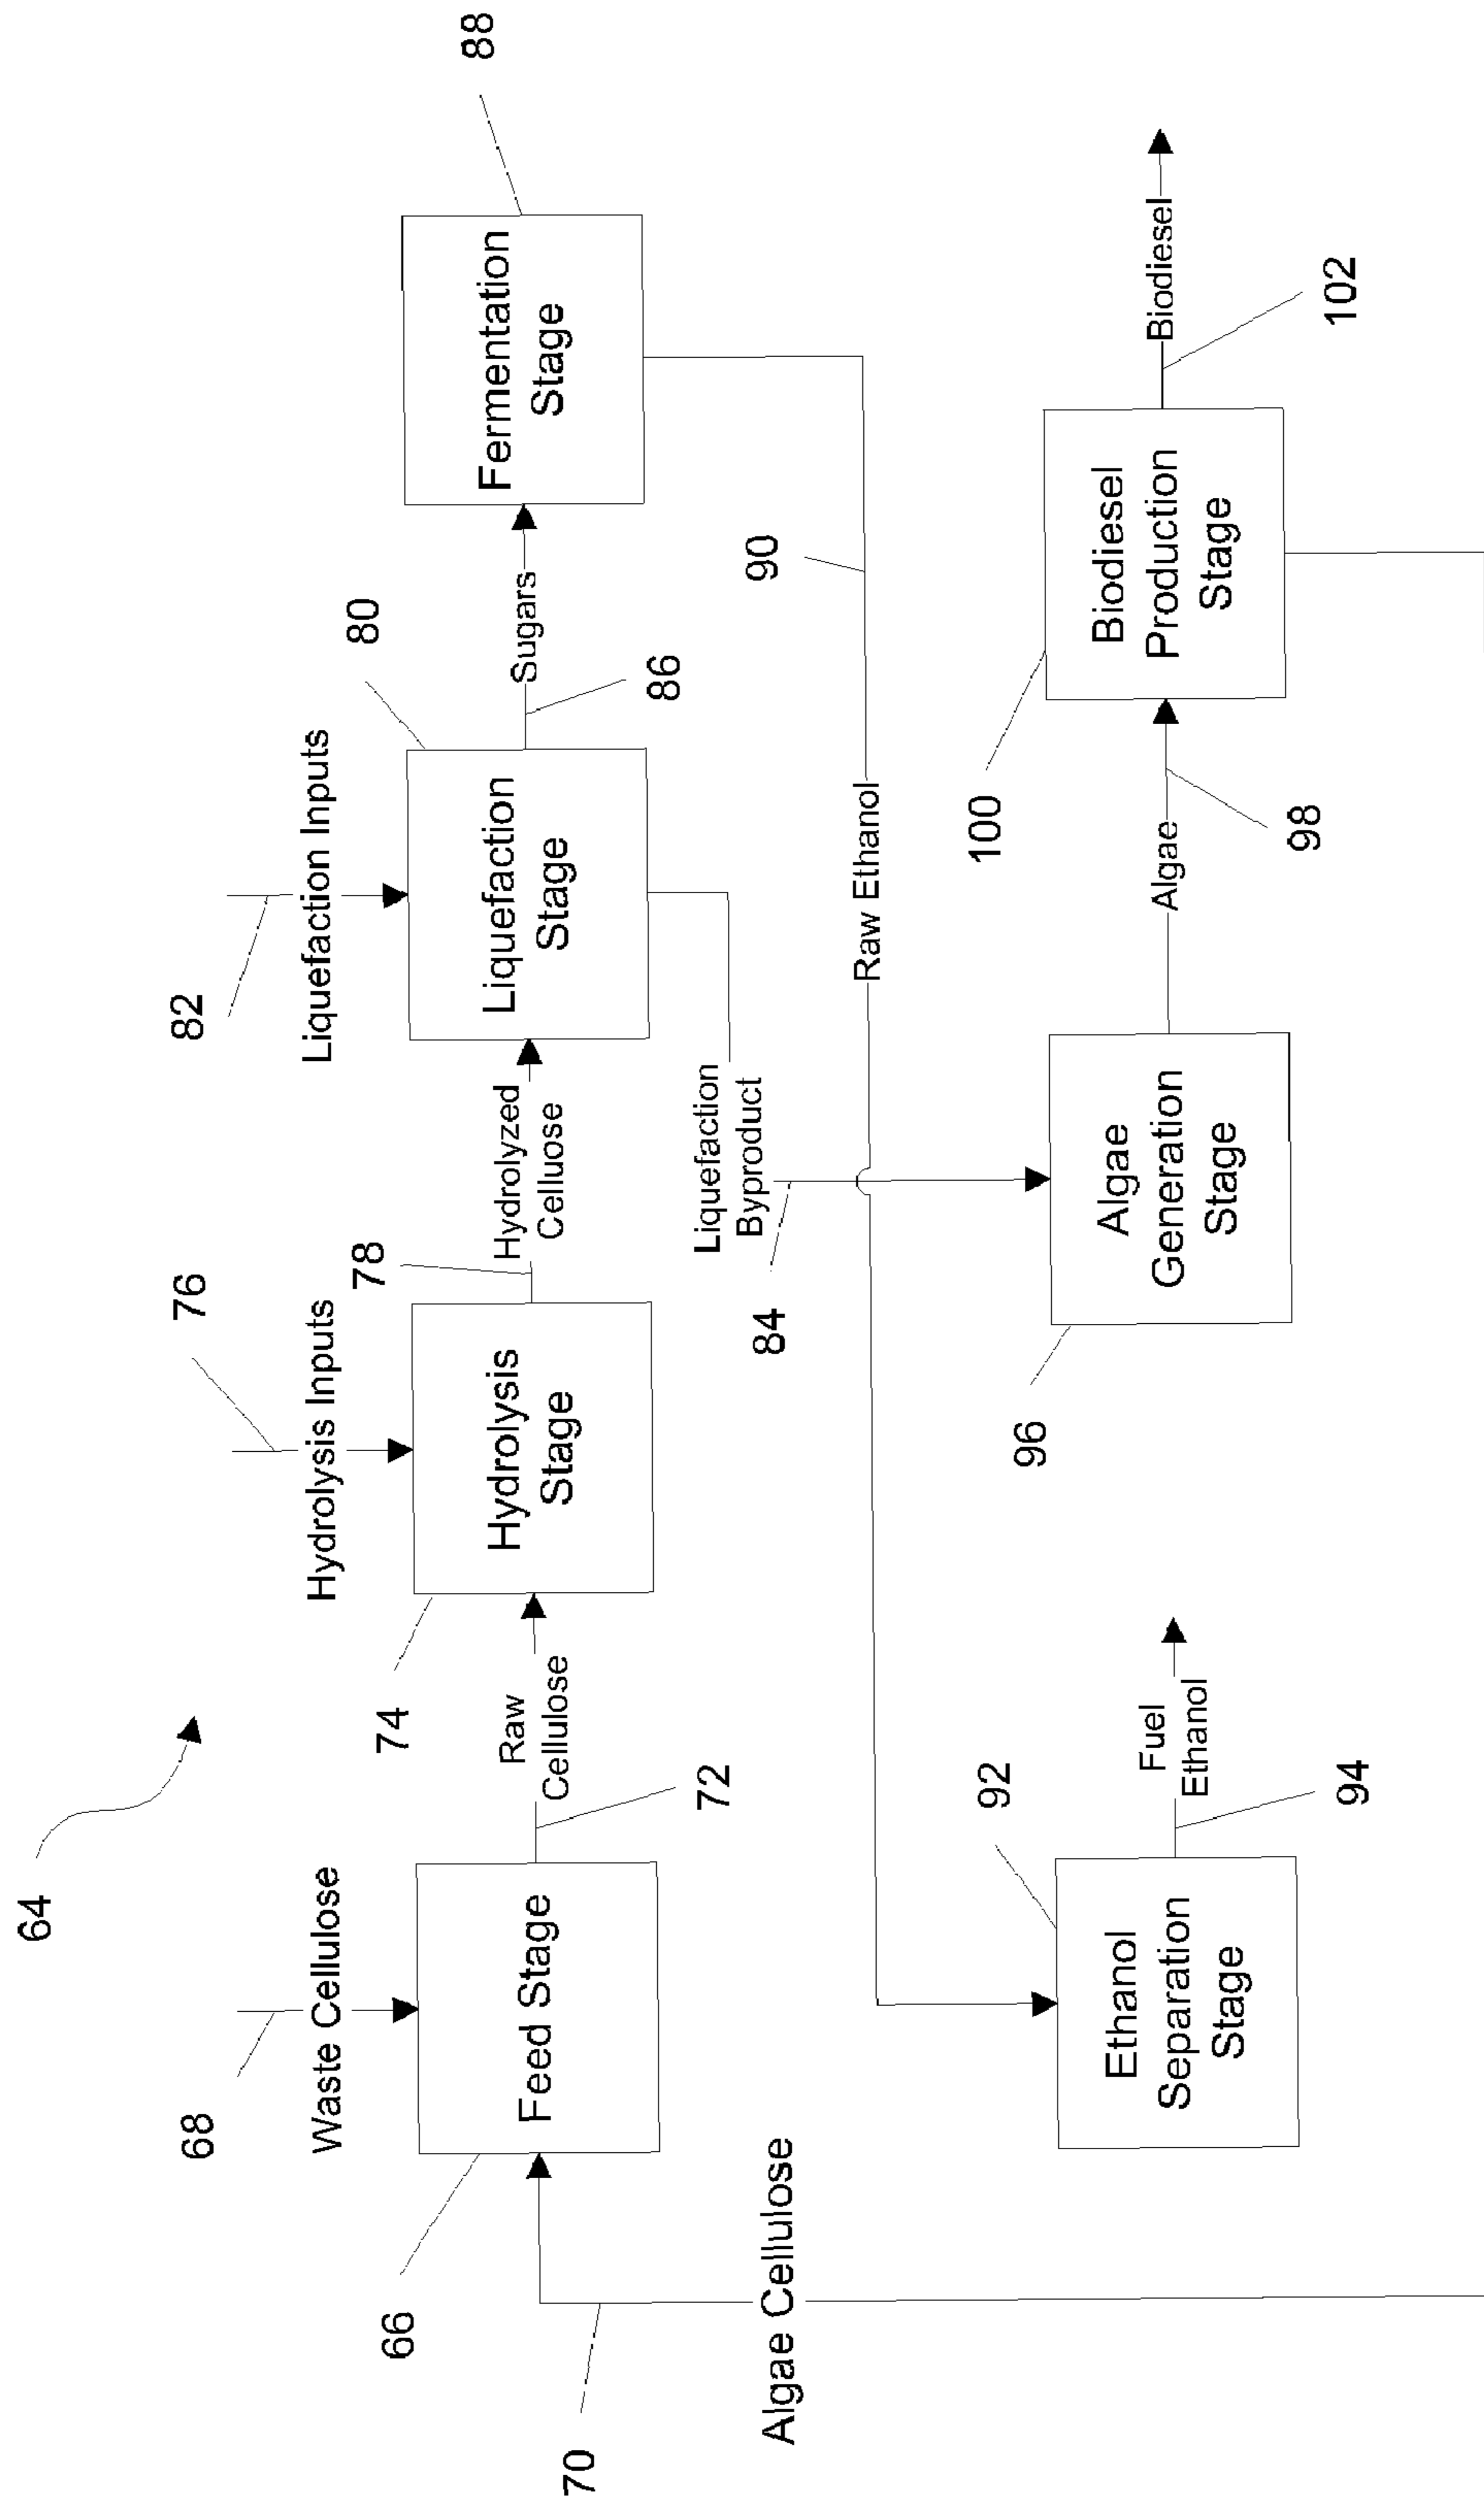 64
68
Waste Cellulose
76
Hydrolysis Inputs
82
Liquefaction Inputs
66
Feed Stage
72
Raw
Cellulose
74
Hydrolysis
Stage
78
Hydrolyzed
Celluose
80
Liquefaction
Stage
86
Sugars
88
Fermentation
Stage
70
Algae Cellulose
84
Liquefaction
Byproduct
90
Raw Ethanol
92
Ethanol
Separation
Stage
94
Fuel
Ethanol
96
Algae
Generation
Stage
98
Algae
100
Biodiesel
Production
Stage
102
Biodiesel